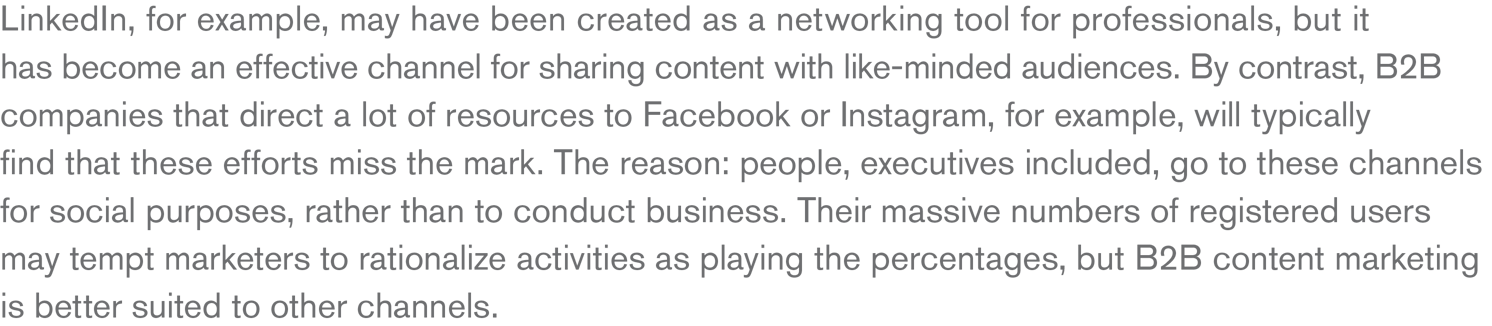 LinkedIn, for example, may have been created as a networking tool for professionals, but it
has become an effective channel for sharing content with like-minded audiences. By contrast, B2B
companies that direct a lot of resources to Facebook or Instagram, for example, will typically
find that these efforts miss the mark. The reason: people, executives included, go to these channels
for social purposes, rather than to conduct business. Their massive numbers of registered users
may tempt marketers to rationalize activities as playing the percentages, but B2B content marketing
is better suited to other channels.